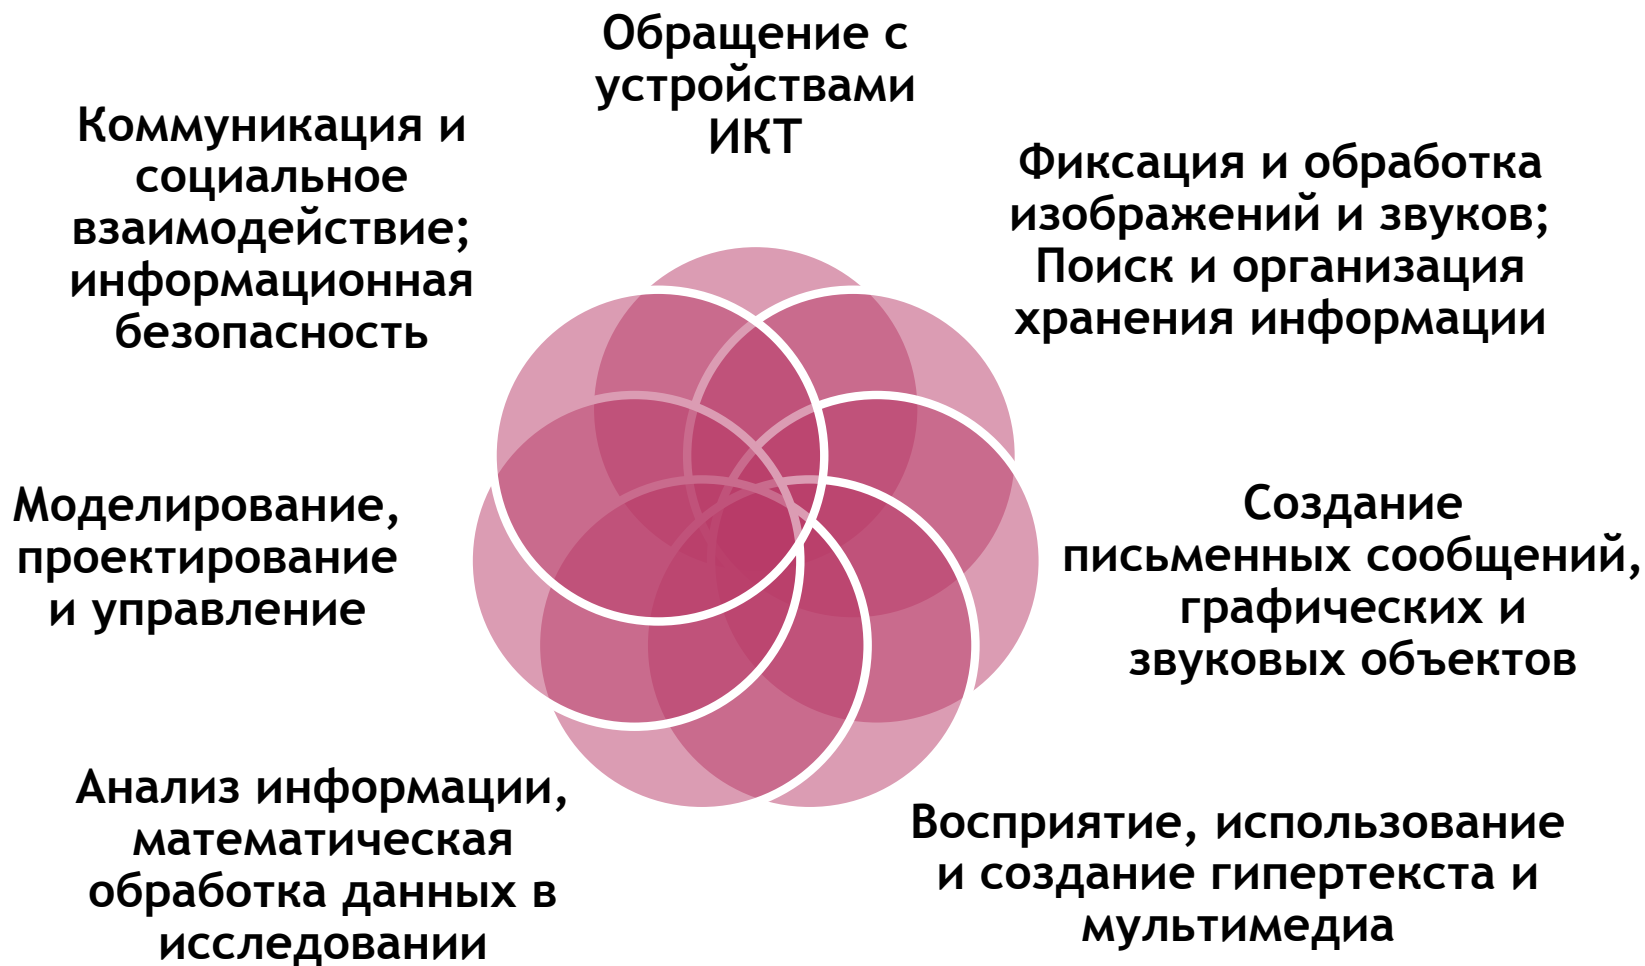 Обращение с
устройствами
ИКТ
Фиксация и обработка
изображений и звуков;
Поиск и организация
хранения информации
Создание
письменных сообщений,
графических и
звуковых объектов
Восприятие, использование
и создание гипертекста и
мультимедиа
Анализ информации,
математическая
обработка данных в
исследовании
Моделирование,
проектирование
и управление
Коммуникация и
социальное
взаимодействие;
информационная
безопасность